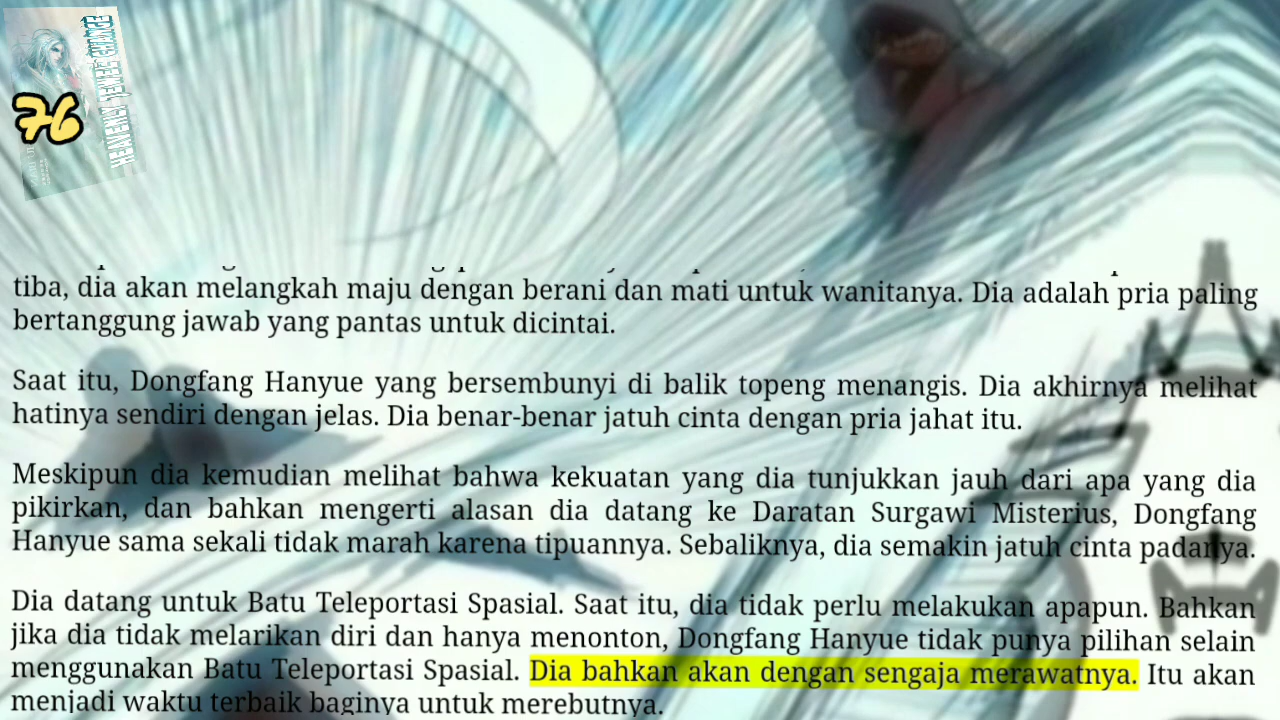 HEAVENLY JEWEL CHANGE
76
tiba, dia akan melangkah maju dengan berani dan mati untuk wanitanya. Dia adalah pria paling
bertanggung jawab yang pantas untuk dicintai.
Saat itu, Dongfang Hanyue yang bersembunyi di balik topeng menangis. Dia akhirnya melihat
hatinya sendiri dengan jelas. Dia benar-benar jatuh cinta dengan pria jahat itu.
Meskipun dia kemudian melihat bahwa kekuatan yang dia tunjukkan jauh dari apa yang dia
pikirkan, dan bahkan mengerti alasan dia datang ke Daratan Surgawi Misterius, Dongfang
Hanyue sama sekali tidak marah karena tipuannya. Sebaliknya, dia semakin jatuh cinta padanya.
Dia datang untuk Batu Teleportasi Spasial. Saat itu, dia tidak perlu melakukan apapun. Bahkan
jika dia tidak melarikan diri dan hanya menonton, Dongfang Hanyue tidak punya pilihan selain
menggunakan Batu Teleportasi Spasial. Dia bahkan akan dengan sengaja merawatnya. Itu akan
menjadi waktu terbaik baginya untuk merebutnya.